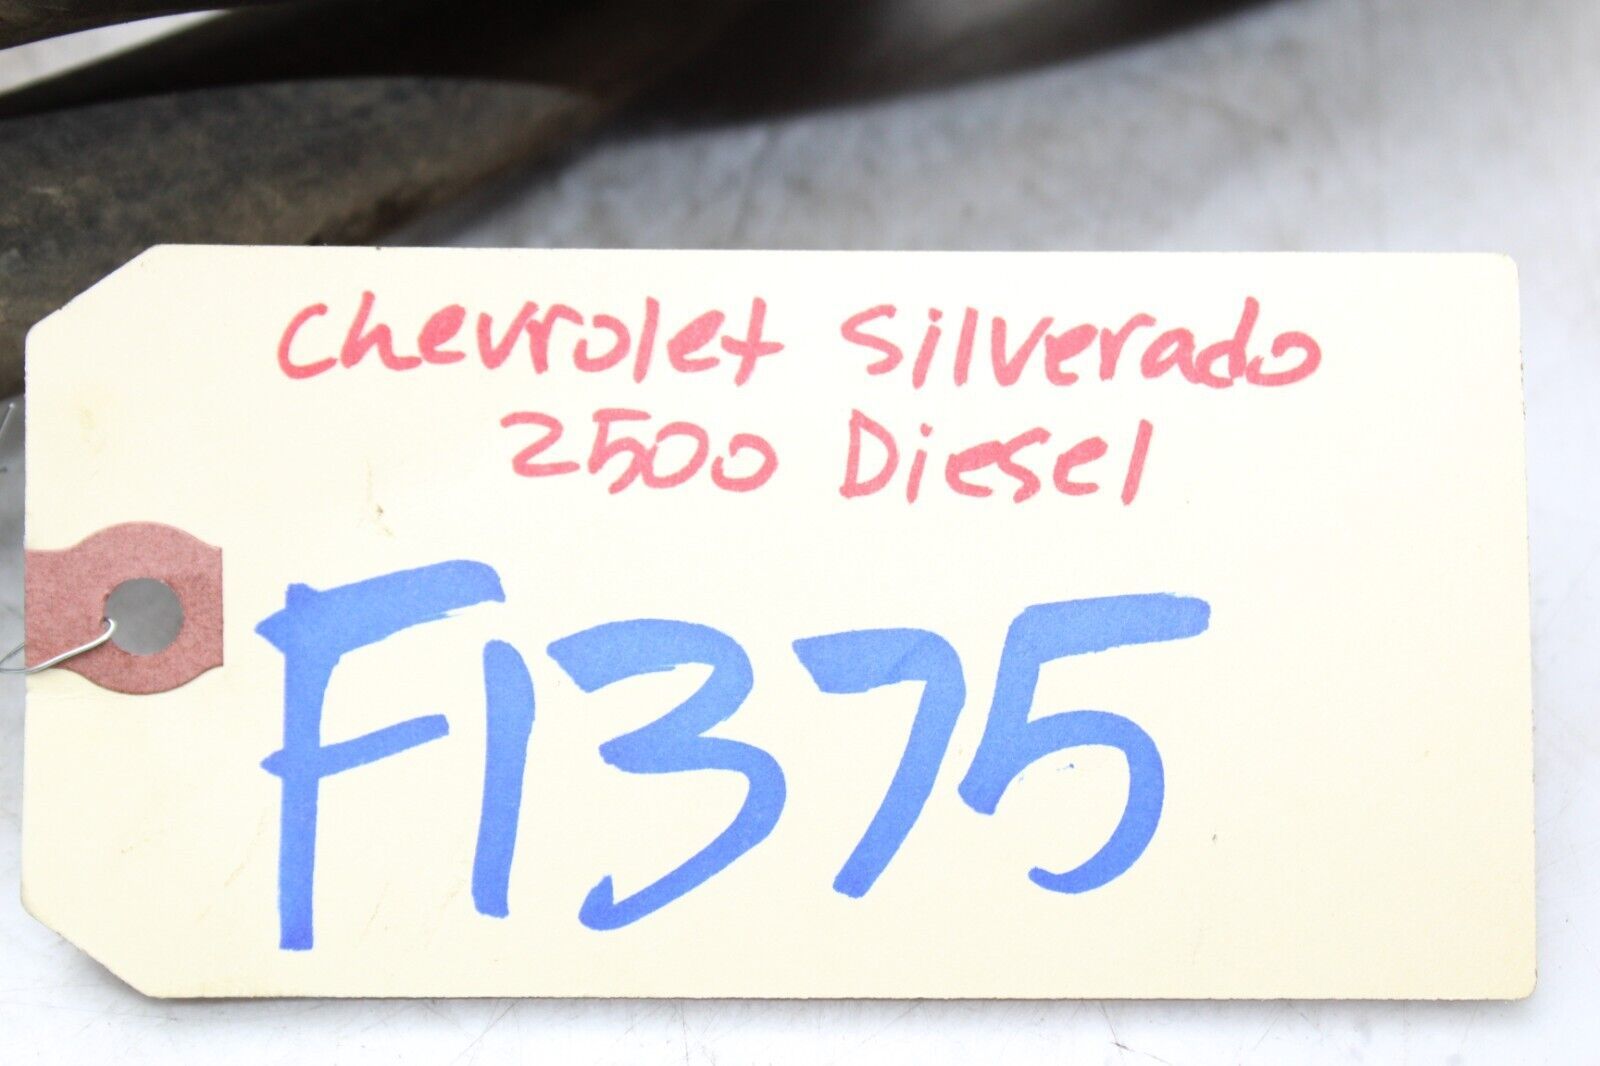 Chevrolet Silverado
2500 Diesel
F1375